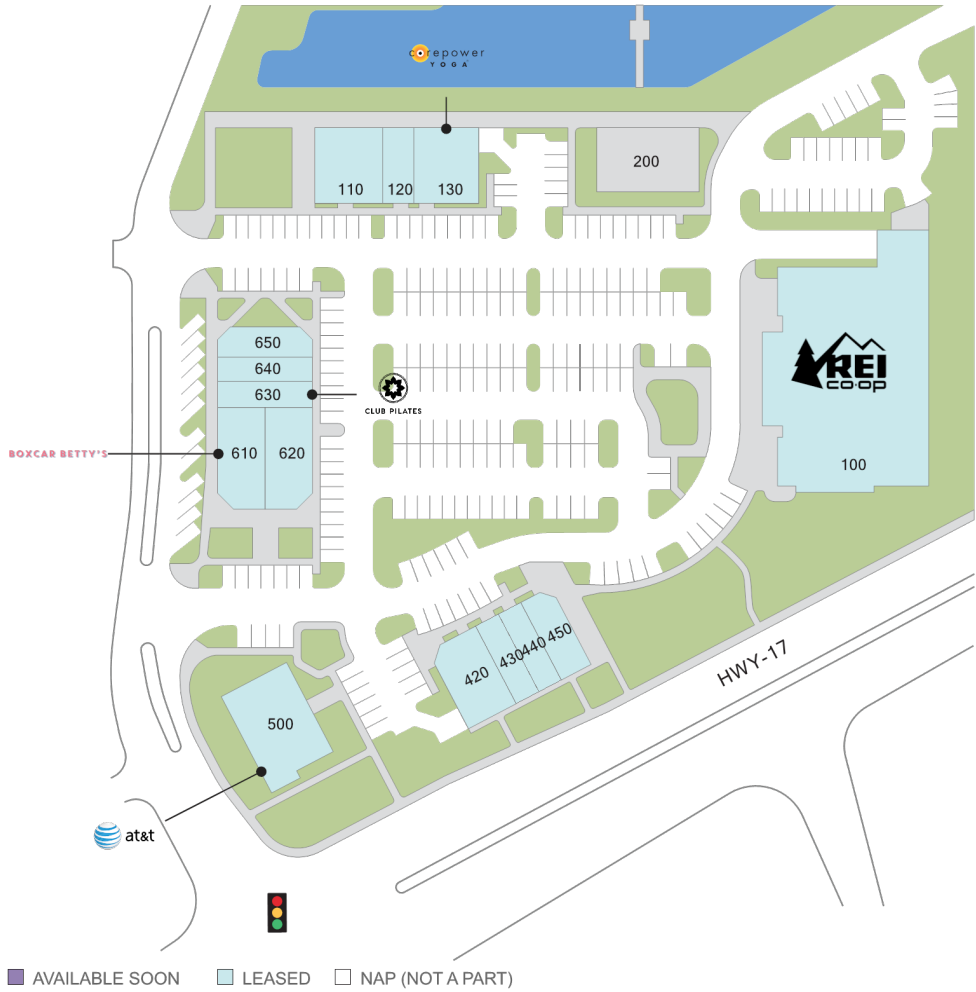 corepower
YOGA
110
120
130
200
650
640
630
610
620
CLUB PILATES
BOXCAR BETTY'S
REI
co·op
100
420
430
440
450
500
HWY-17
at&t
AVAILABLE SOON
LEASED
NAP (NOT A PART)